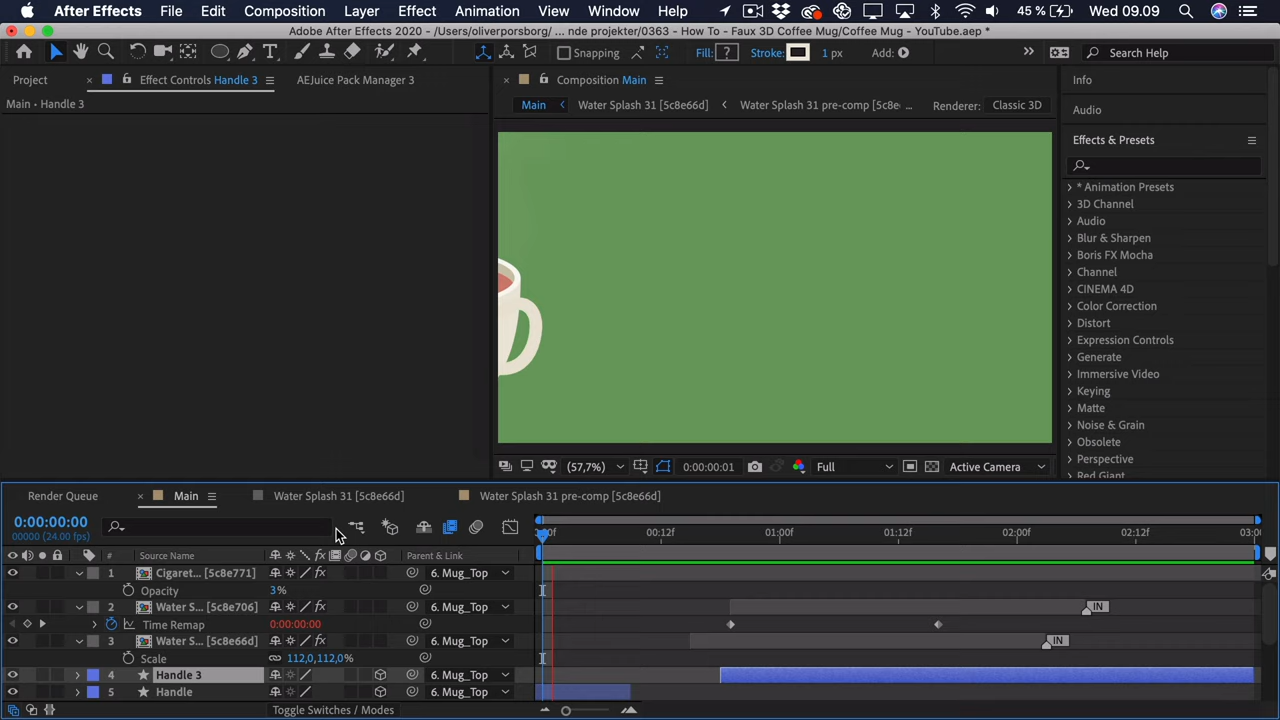 After Effects File Edit Composition Layer Effect Animation View Window Help 45 % Wed 09.09
Adobe After Effects 2020 - /Users/oliverporsborg/ ... nde projekter/0363 - How To - Faux 3D Coffee Mug/Coffee Mug - YouTube.aep *
Snapping Fill: ? Stroke: 1 px Add: Search Help
Project Effect Controls Handle 3 AEJuice Pack Manager 3 Composition Main Info
Main • Handle 3 Main Water Splash 31 [5c8e66d] Water Splash 31 pre-comp [5c8e ... Renderer: Classic 3D Audio
Effects & Presets
* Animation Presets
3D Channel
Audio
Blur & Sharpen
Boris FX Mocha
Channel
CINEMA 4D
Color Correction
Distort
Expression Controls
Generate
Immersive Video
Keying
Matte
Noise & Grain
Obsolete
Perspective
Red Giant
(57,7%) 0:00:00:01 Full Active Camera
Render Queue Main Water Splash 31 [5c8e66d] Water Splash 31 pre-comp [5c8e66d]
0:00:00:00
00000 (24.00 fps)
:00f 00:12f 01:00f 01:12f 02:00f 02:12f 03:0
# Source Name fx Parent & Link
1 Cigaret... [5c8e771] fx 6. Mug_Top
Opacity 3%
2 Water S... [5c8e706] fx 6. Mug_Top IN
Time Remap 0:00:00:00
3 Water S... [5c8e66d] 6. Mug_Top IN
Scale 112,0,112,0%
4 Handle 3 6. Mug_Top
5 Handle 6. Mug_Top
Toggle Switches / Modes